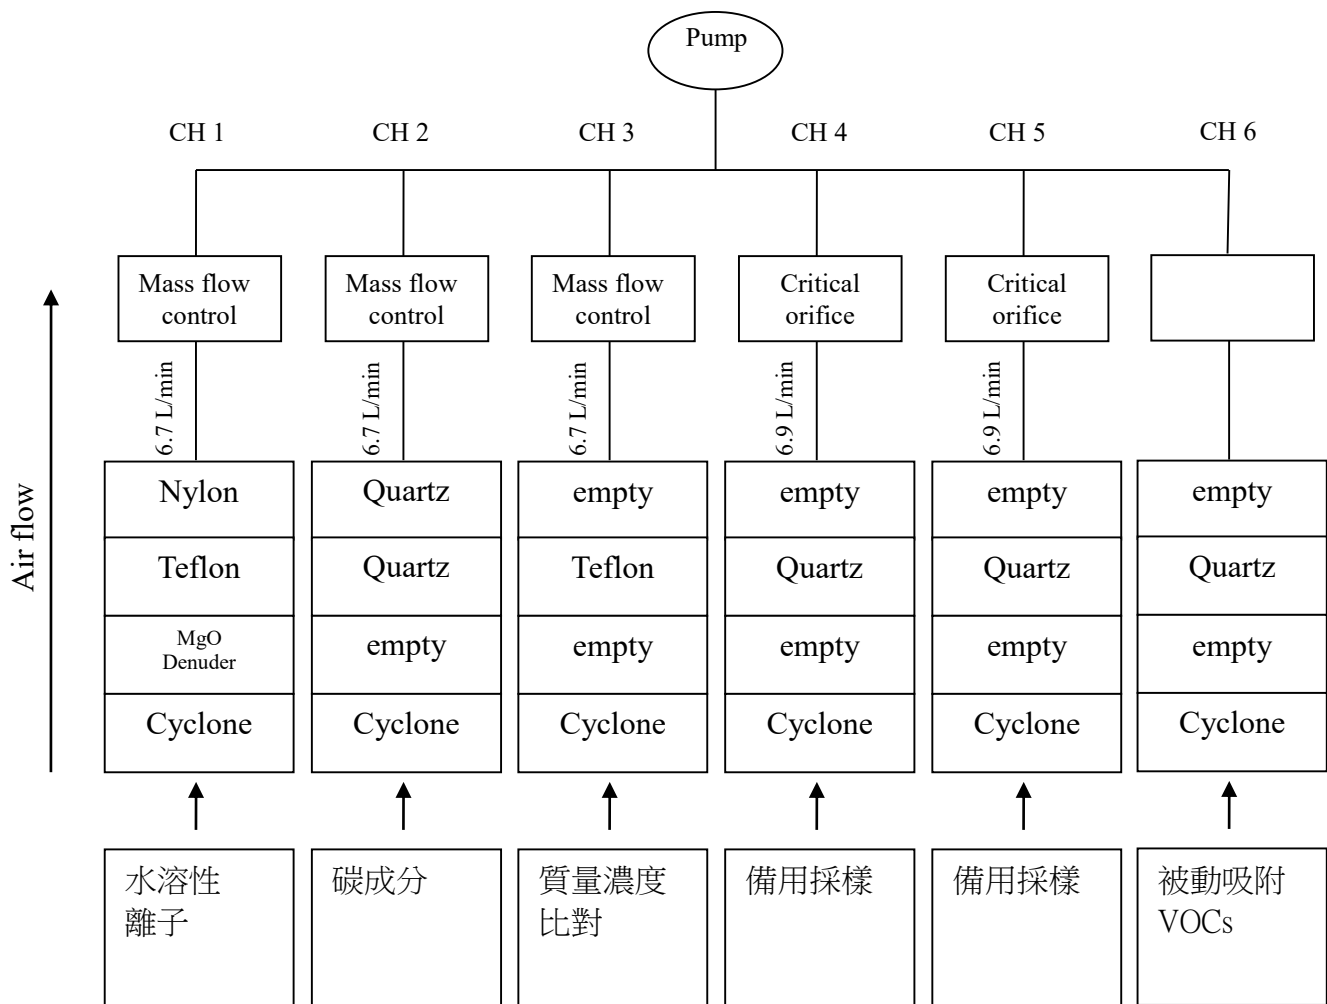 Pump
CH 1
CH 2
CH 3
CH 4
CH 5
CH 6
Mass flow
control
Mass flow
control
Mass flow
control
Critical
orifice
Critical
orifice
6.7 L/min
6.7 L/min
6.7 L/min
6.9 L/min
6.9 L/min
Air flow
Nylon
Quartz
empty
empty
empty
empty
Teflon
Quartz
Teflon
Quartz
Quartz
Quartz
MgO
Denuder
empty
empty
empty
empty
empty
Cyclone
Cyclone
Cyclone
Cyclone
Cyclone
Cyclone
水溶性
離子
碳成分
質量濃度
比對
備用採樣
備用採樣
被動吸附
VOCs